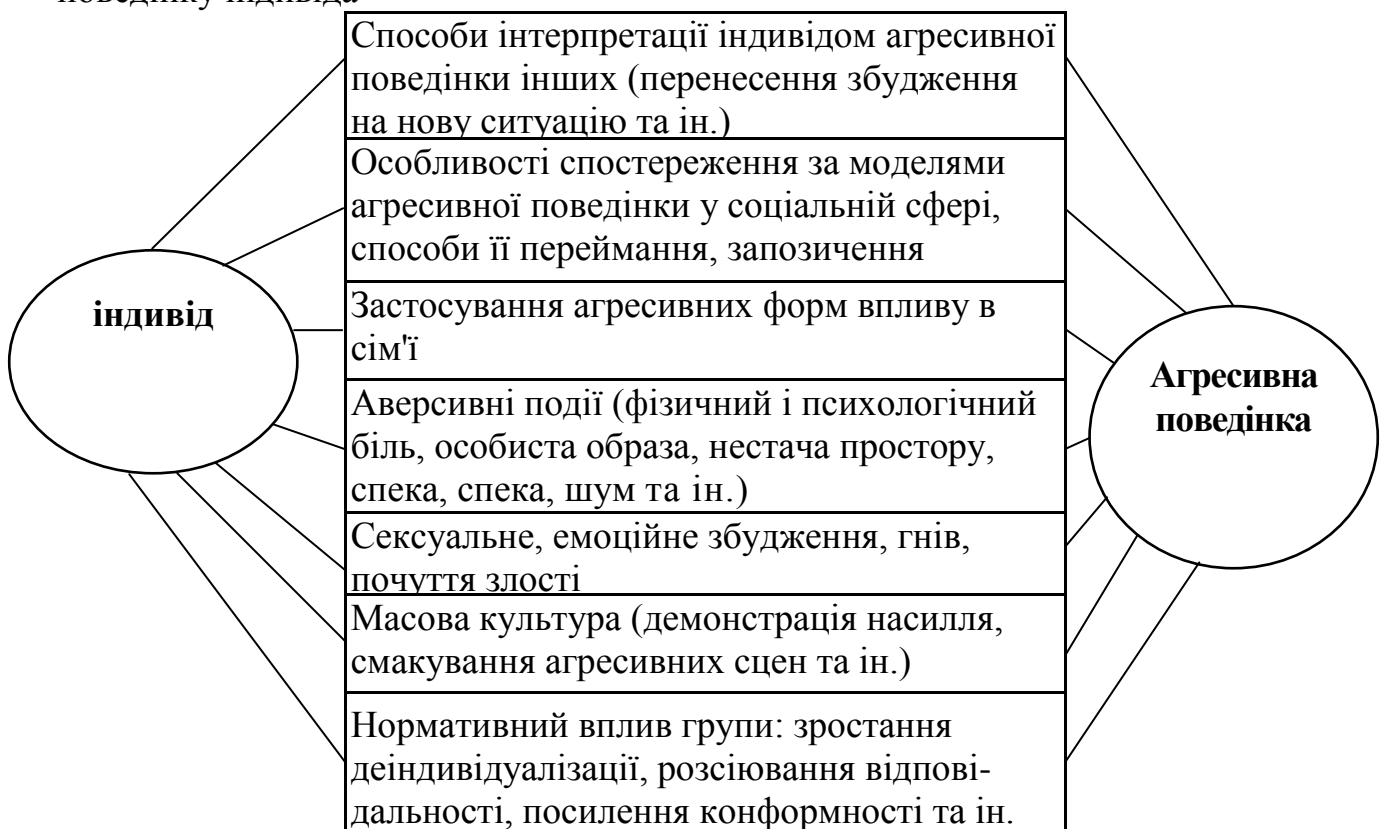 поведінку індивіда
Способи інтерпретації індивідом агресивної
поведінки інших (перенесення збудження
на нову ситуацію та ін.)
Особливості спостереження за моделями
агресивної поведінки у соціальній сфері,
способи її переймання, запозичення
індивід
Застосування агресивних форм впливу в
сім'ї
Аверсивні події (фізичний і психологічний
біль, особиста образа, нестача простору,
спека, спека, шум та ін.)
Агресивна
поведінка
Сексуальне, емоційне збудження, гнів,
почуття злості
Масова культура (демонстрація насилля,
смакування агресивних сцен та ін.)
Нормативний вплив групи: зростання
деіндивідуалізації, розсіювання відпові-
дальності, посилення конформності та ін.